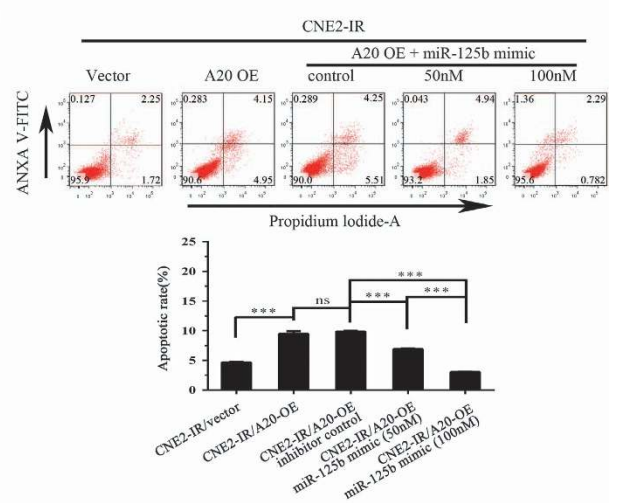 CNE2-IR
A20 OE + miR-125b mimic
Vector A20 OE control 50nM 100nM
ANXA V-FITC
0.127 2.25 0.283 4.15 0.289 4.25 0.043 4.94 1.36 2.29
95.9 1.72 90.6 4.95 90.0 5.51 93.2 1.85 95.6 0.782
Propidium lodide-A
Apoptotic rate(%)
25
20
15
10
5
0
***
ns
***
***
***
CNE2-IR/vector
CNE2-IR/A20-OE
CNE2-IR/A20-OE
inhibitor control
CNE2-IR/A20-OE
miR-125b mimic (50nM)
CNE2-IR/A20-OE
miR-125b mimic (100nM)